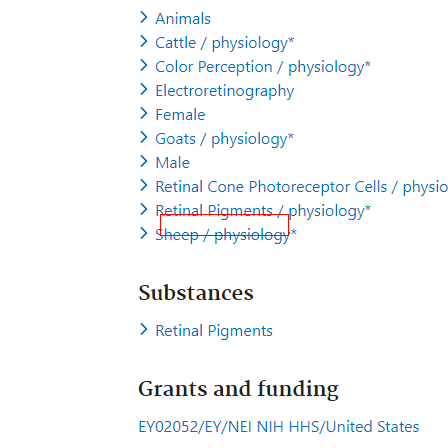 Animals
Cattle / physiology*
Color Perception / physiology*
Electroretinography
Female
Goats / physiology*
Male
Retinal Cone Photoreceptor Cells / physio
Retinal Pigments / physiology*
Sheep / physiology*
Substances
Retinal Pigments
Grants and funding
EY02052/EY/NEI NIH HHS/United States